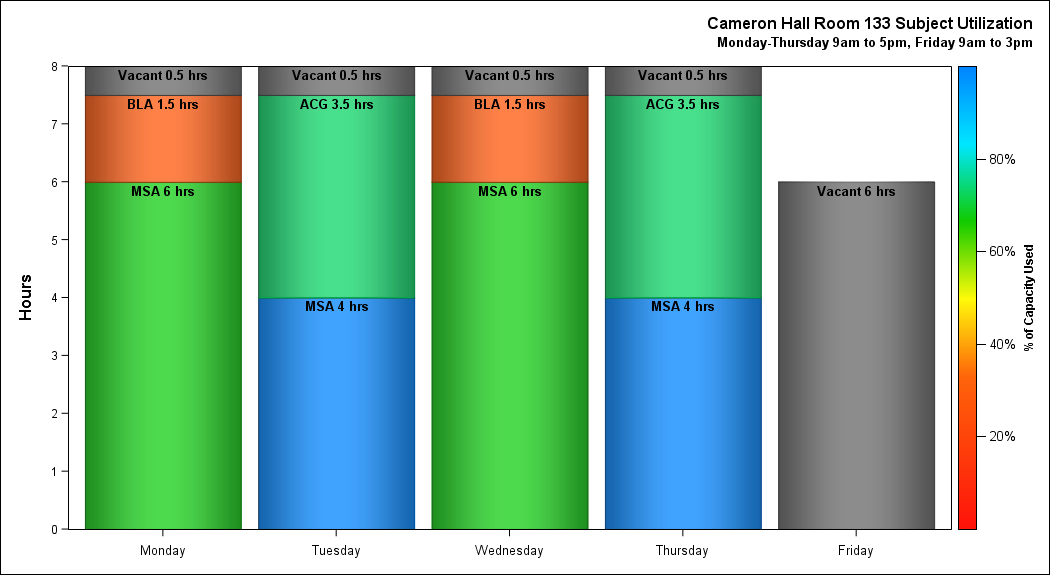 Cameron Hall Room 133 Subject Utilization
Monday-Thursday 9am to 5pm, Friday 9am to 3pm
Hours
8
7
6
5
4
3
2
1
0
Vacant 0.5 hrs
BLA 1.5 hrs
MSA 6 hrs
Vacant 0.5 hrs
ACG 3.5 hrs
MSA 4 hrs
Vacant 0.5 hrs
BLA 1.5 hrs
MSA 6 hrs
Vacant 0.5 hrs
ACG 3.5 hrs
MSA 4 hrs
Vacant 6 hrs
Monday
Tuesday
Wednesday
Thursday
Friday
80%
60%
40%
20%
% of Capacity Used